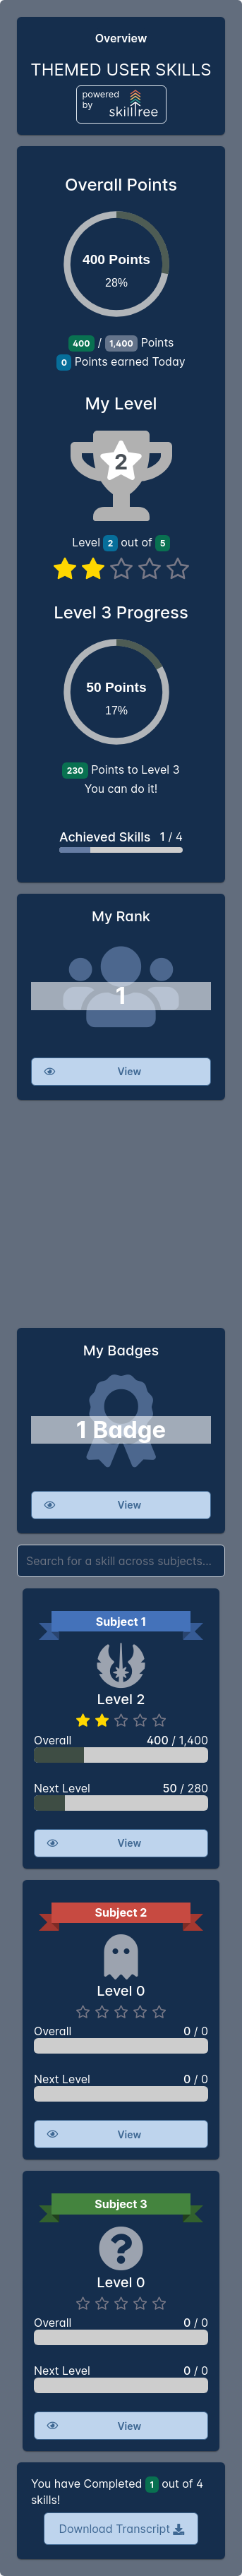 Overview
THEMED USER SKILLS
powered
by
skilltree
Overall Points
400 Points
28%
400 / 1,400 Points
0 Points earned Today
My Level
2
Level 2 out of 5
Level 3 Progress
50 Points
17%
230 Points to Level 3
You can do it!
Achieved Skills 1 / 4
My Rank
1
View
My Badges
1 Badge
View
Search for a skill across subjects...
Subject 1
Level 2
Overall 400 / 1,400
Next Level 50 / 280
View
Subject 2
Level 0
Overall 0 / 0
Next Level 0 / 0
View
Subject 3
Level 0
Overall 0 / 0
Next Level 0 / 0
View
You have Completed 1 out of 4
skills!
Download Transcript